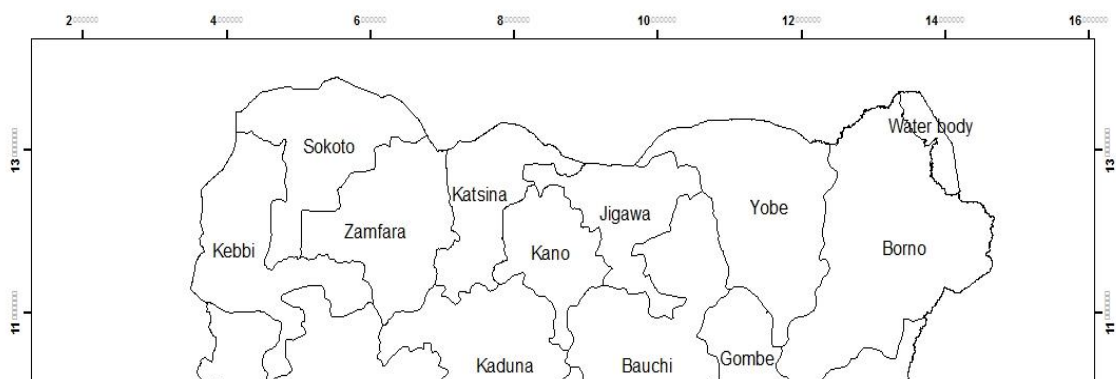 2 4 6 8 10 12 14 16
Water body
13 13
Sokoto
Katsina
Jigawa
Yobe
Zamfara
Kebbi
Kano
Borno
11 11
Kaduna
Bauchi
Gombe